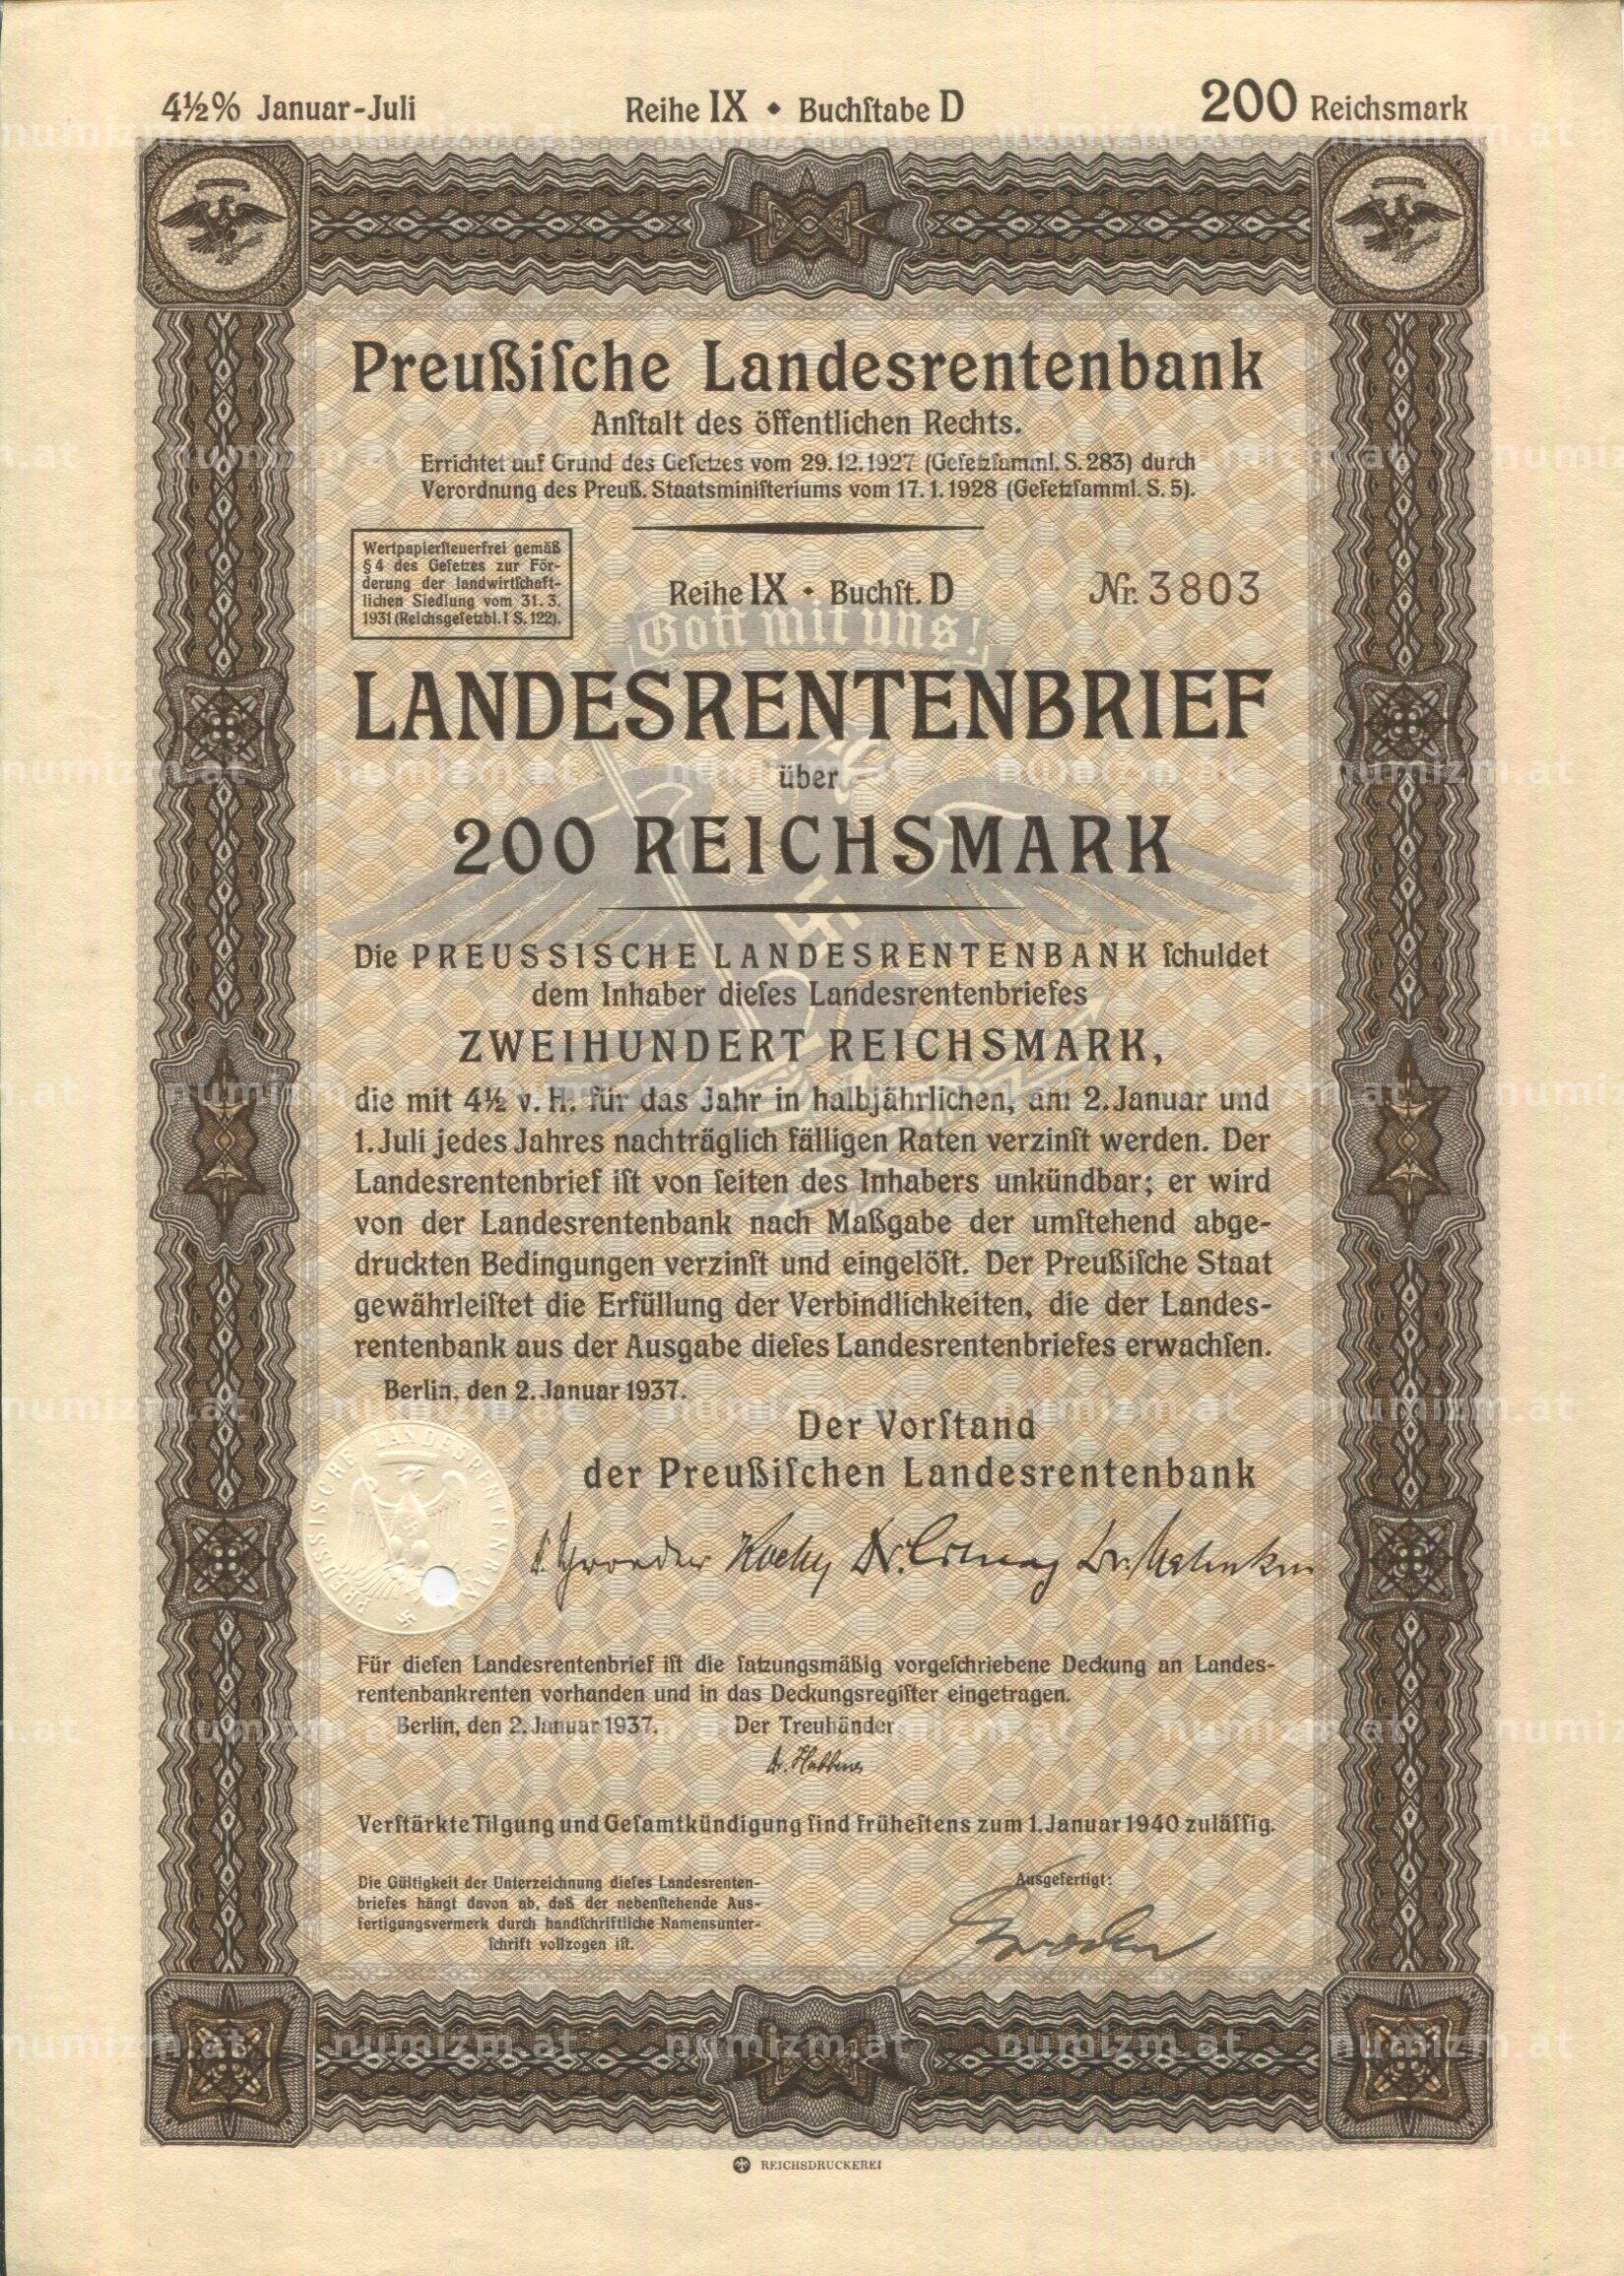 4½% Januar-Juli
Reihe IX • Buchſtabe D
200 Reichsmark
Preußiſche Landesrentenbank
Anſtalt des öffentlichen Rechts.
Errichtet auf Grund des Geſetzes vom 29.12.1927 (Geſetzſamml. S. 283) durch
Verordnung des Preuß. Staatsminiſteriums vom 17. 1. 1928 (Geſetzſamml. S. 5).
Wertpapierſteuerfrei gemäß
§ 4 des Geſetzes zur För-
derung der landwirtſchaft-
lichen Siedlung vom 31. 3.
1931 (Reichsgeſetzbl. I S. 122).
Reihe IX • Buchſt. D
Nr. 3803
Gott mit uns!
LANDESRENTENBRIEF
über
200 REICHSMARK
Die PREUSSISCHE LANDESRENTENBANK ſchuldet
dem Inhaber dieſes Landesrentenbriefes
ZWEIHUNDERT REICHSMARK,
die mit 4½ v. H. für das Jahr in halbjährlichen, am 2. Januar und
1. Juli jedes Jahres nachträglich fälligen Raten verzinſt werden. Der
Landesrentenbrief iſt von ſeiten des Inhabers unkündbar; er wird
von der Landesrentenbank nach Maßgabe der umſtehend abge-
druckten Bedingungen verzinſt und eingelöſt. Der Preußiſche Staat
gewährleiſtet die Erfüllung der Verbindlichkeiten, die der Landes-
rentenbank aus der Ausgabe dieſes Landesrentenbriefes erwachſen.
Berlin, den 2. Januar 1937.
Der Vorſtand
der Preußiſchen Landesrentenbank
PREUSSISCHE LANDESRENTENBANK
Für dieſen Landesrentenbrief iſt die ſatzungsmäßig vorgeſchriebene Deckung an Landes-
rentenbankrenten vorhanden und in das Deckungsregiſter eingetragen.
Berlin, den 2. Januar 1937.
Der Treuhänder
Verſtärkte Tilgung und Geſamtkündigung ſind früheſtens zum 1. Januar 1940 zuläſſig.
Die Gültigkeit der Unterzeichnung dieſes Landesrenten-
briefes hängt davon ab, daß der nebenſtehende Aus-
fertigungsvermerk durch handſchriftliche Namensunter-
ſchrift vollzogen iſt.
Ausgefertigt:
REICHSDRUCKEREI
numizm.at